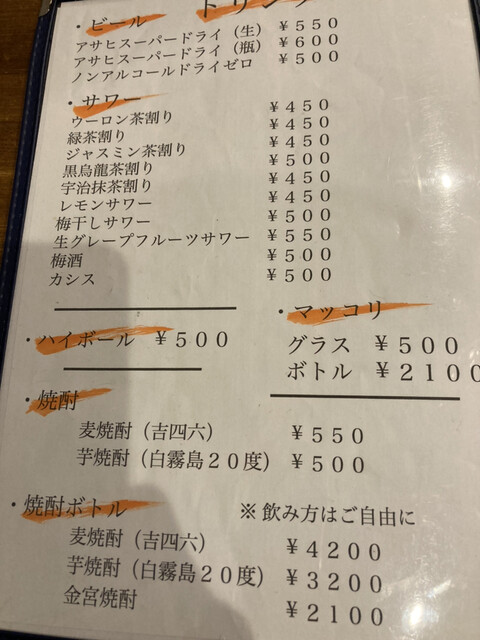 ドリンク
・ビール
アサヒスーパードライ（生） ¥550
アサヒスーパードライ（瓶） ¥600
ノンアルコールドライゼロ ¥500
・サワー
ウーロン茶割り ¥450
緑茶割り ¥450
ジャスミン茶割り ¥450
黒烏龍茶割り ¥500
宇治抹茶割り ¥450
レモンサワー ¥450
梅干しサワー ¥500
生グレープフルーツサワー ¥550
梅酒 ¥500
カシス ¥500
・ハイボール ¥500
・マッコリ
グラス ¥500
ボトル ¥2100
・焼酎
麦焼酎（吉四六） ¥550
芋焼酎（白霧島20度） ¥500
・焼酎ボトル ※飲み方はご自由に
麦焼酎（吉四六） ¥4200
芋焼酎（白霧島20度） ¥3200
金宮焼酎 ¥2100